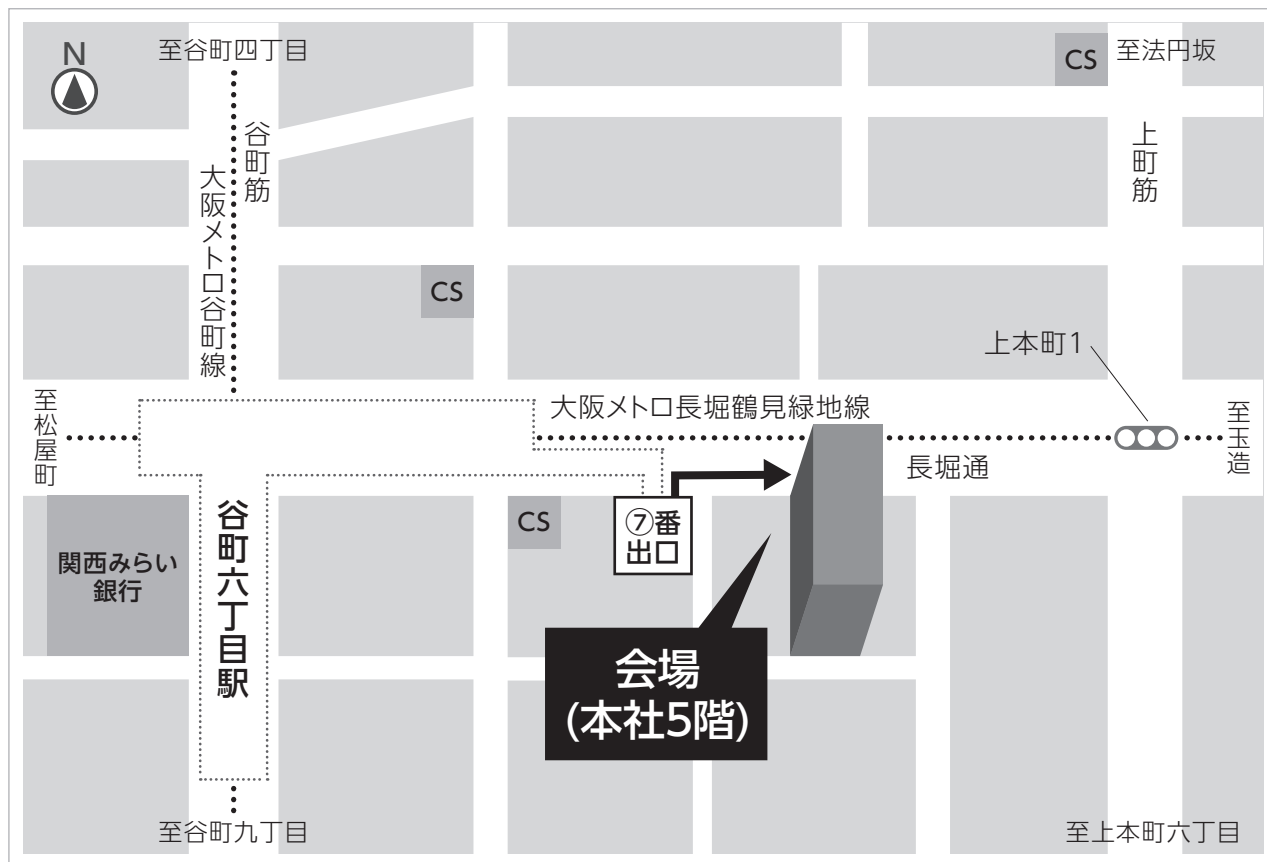 N
至谷町四丁目
CS
至法円坂
谷町筋
上町筋
大阪メトロ谷町線
CS
上本町1
至松屋町
大阪メトロ長堀鶴見緑地線
至玉造
長堀通
関西みらい
銀行
谷町六丁目駅
CS
⑦番
出口
会場
(本社5階)
至谷町九丁目
至上本町六丁目